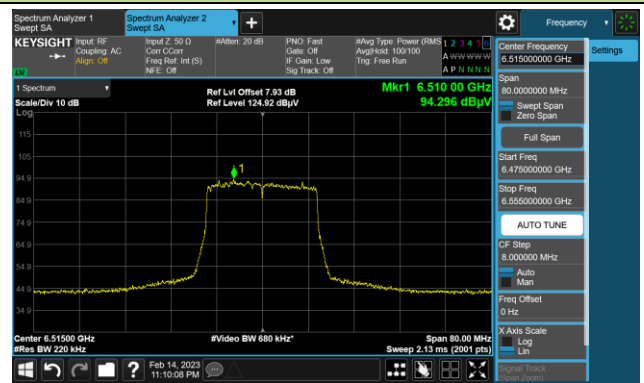 Spectrum Analyzer 1
Swept SA
Spectrum Analyzer 2
Swept SA
Frequency
KEYSIGHT
Input: RF
Coupling: AC
Align: Off
Input Z: 50 Ω
Corr CCorr
Freq Ref: Int (S)
NFE: Off
#Atten: 20 dB
PNO: Fast
Gate: Off
IF Gain: Low
Sig Track: Off
#Avg Type: Power (RMS
Avg|Hold: 100/100
Trig: Free Run
1 2 3 4 5 6
A W W W W W
A P N N N N
LV
1 Spectrum
Scale/Div 10 dB
Ref Lvl Offset 7.93 dB
Ref Level 124.92 dBµV
Mkr1 6.510 00 GHz
94.296 dBµV
Log
115
105
94.9
84.9
74.9
64.9
54.9
44.9
34.9
1
Center 6.51500 GHz
#Res BW 220 kHz
#Video BW 680 kHz*
Span 80.00 MHz
Sweep 2.13 ms (2001 pts)
Feb 14, 2023
11:10:08 PM
Center Frequency
6.515000000 GHz
Settings
Span
80.0000000 MHz
Swept Span
Zero Span
Full Span
Start Freq
6.475000000 GHz
Stop Freq
6.555000000 GHz
AUTO TUNE
CF Step
8.000000 MHz
Auto
Man
Freq Offset
0 Hz
X Axis Scale
Log
Lin
Signal Track
(Span Zoom)